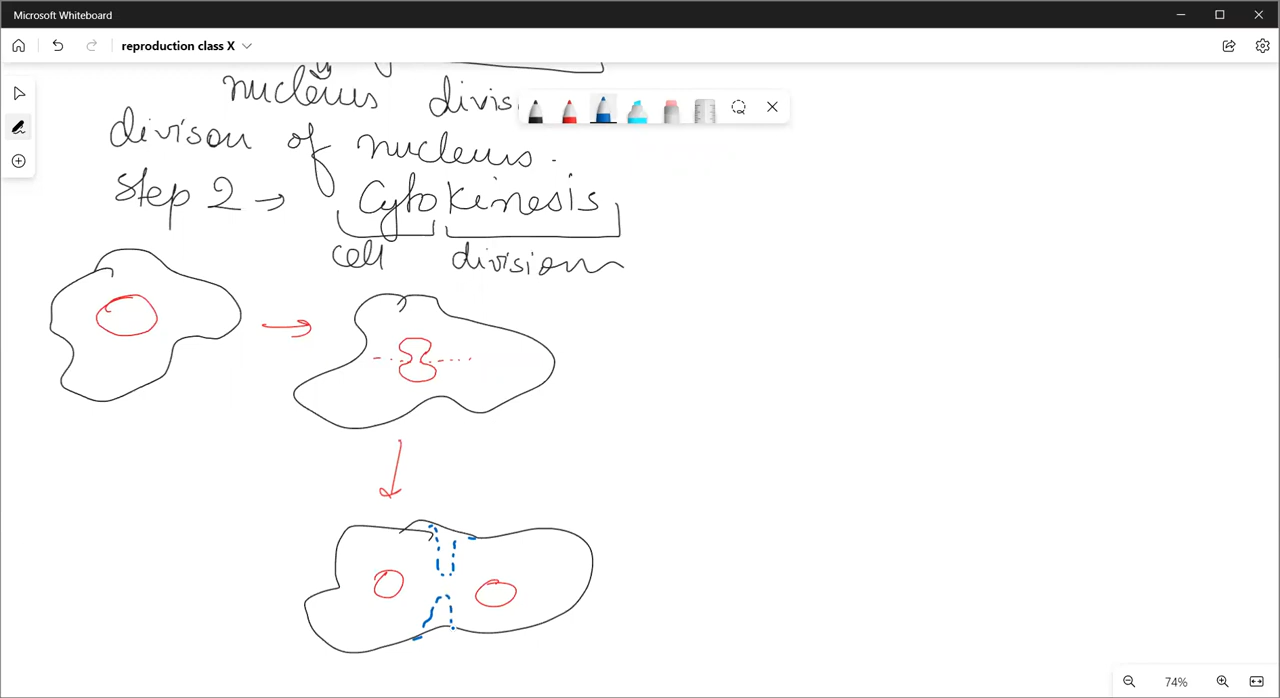 Microsoft Whiteboard
reproduction class X
nucleus divis
divison of nucleus.
Step 2 → Cytokinesis
cell division
74%